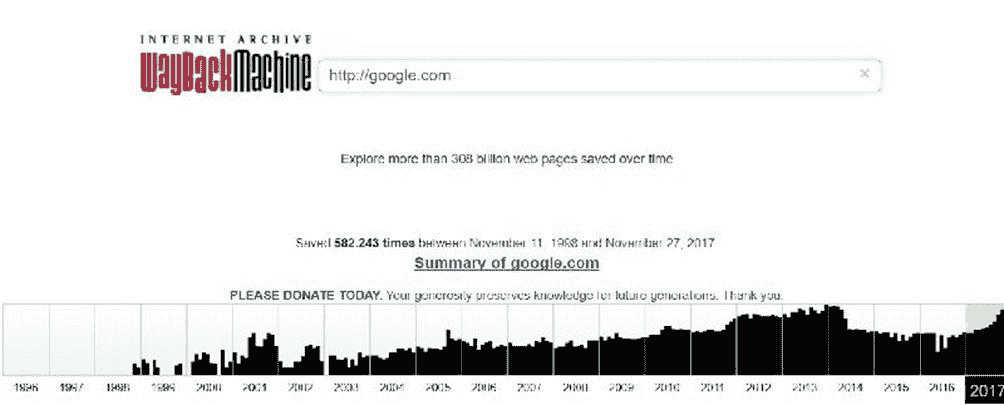 INTERNET ARCHIVE
WayBackMachine
http://google.com ×
Explore more than 308 billion web pages saved over time
Saved 582,243 times between November 11, 1998 and November 27, 2017
Summary of google.com
PLEASE DONATE TODAY. Your generosity preserves knowledge for future generations. Thank you.
1996 1997 1998 1999 2000 2001 2002 2003 2004 2005 2006 2007 2008 2009 2010 2011 2012 2013 2014 2015 2016 2017